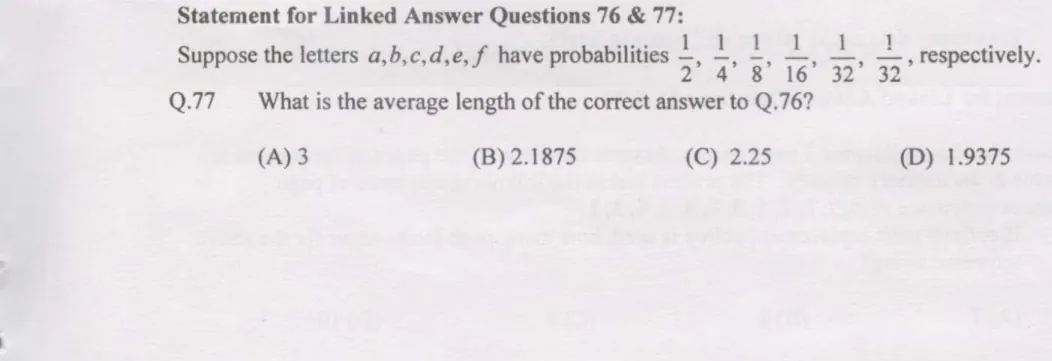 Statement for Linked Answer Questions 76 & 77:
Suppose the letters a,b,c,d,e,f have probabilities 1/2, 1/4, 1/8, 1/16, 1/32, 1/32, respectively.
Q.77 What is the average length of the correct answer to Q.76?
(A) 3 (B) 2.1875 (C) 2.25 (D) 1.9375